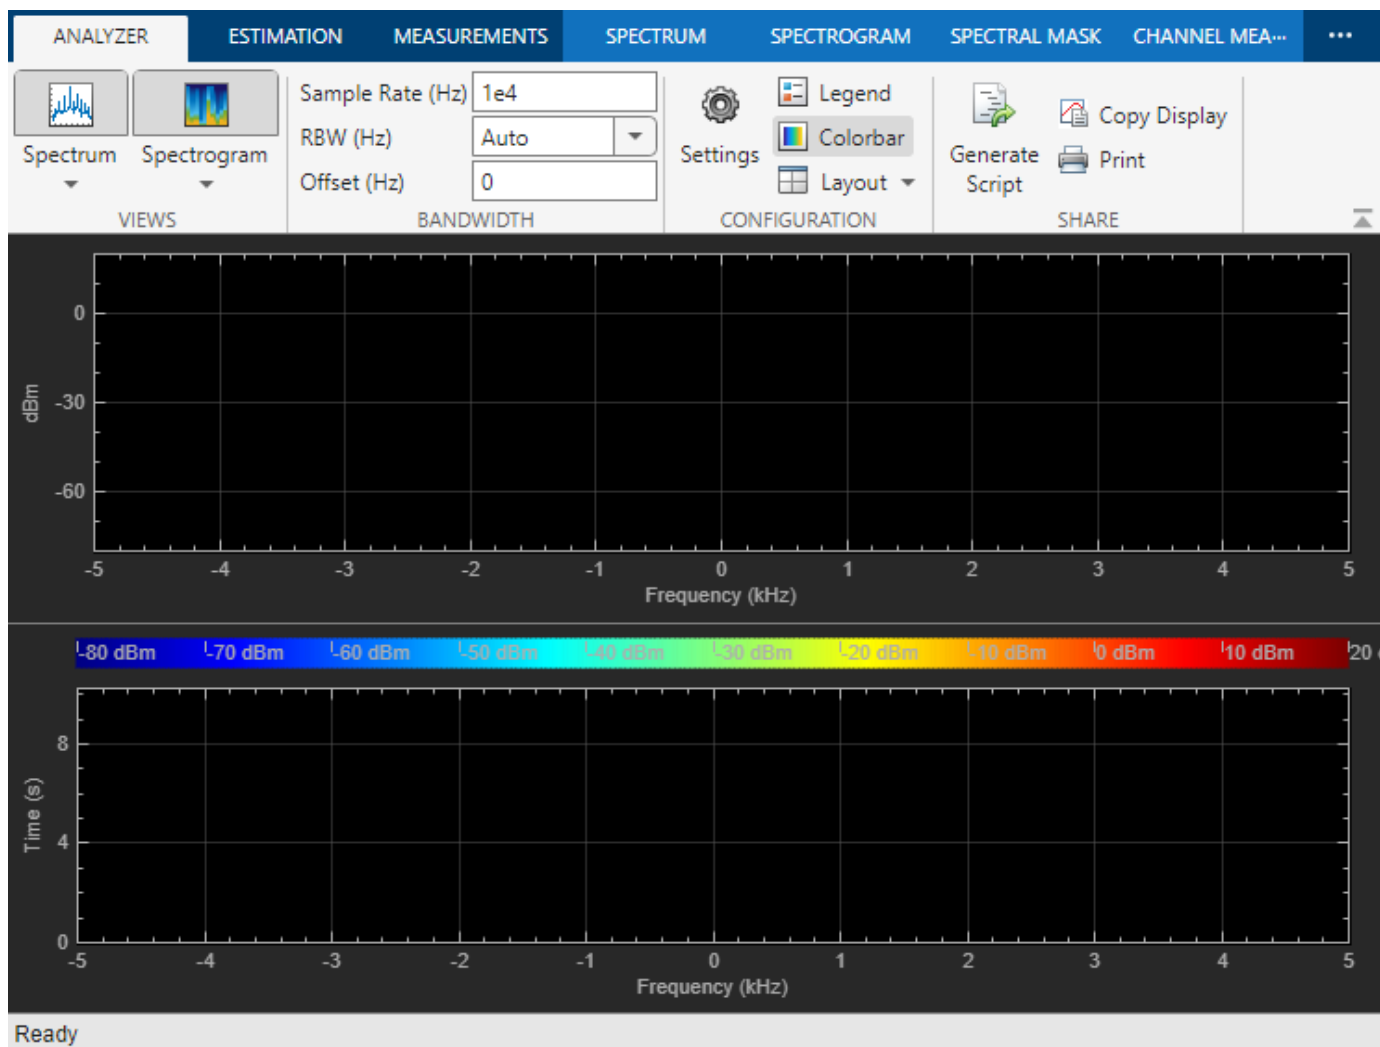 ANALYZER ESTIMATION MEASUREMENTS SPECTRUM SPECTROGRAM SPECTRAL MASK CHANNEL MEA... ...
Sample Rate (Hz) 1e4 Legend
RBW (Hz) Auto Colorbar Copy Display
Spectrum Spectrogram Settings Generate Print
Offset (Hz) 0 Layout Script
VIEWS BANDWIDTH CONFIGURATION SHARE
0
-30
-60
dBm
-5 -4 -3 -2 -1 0 1 2 3 4 5
Frequency (kHz)
-80 dBm -70 dBm -60 dBm -50 dBm -40 dBm -30 dBm -20 dBm -10 dBm 0 dBm 10 dBm 20
8
4
0
Time (s)
-5 -4 -3 -2 -1 0 1 2 3 4 5
Frequency (kHz)
Ready